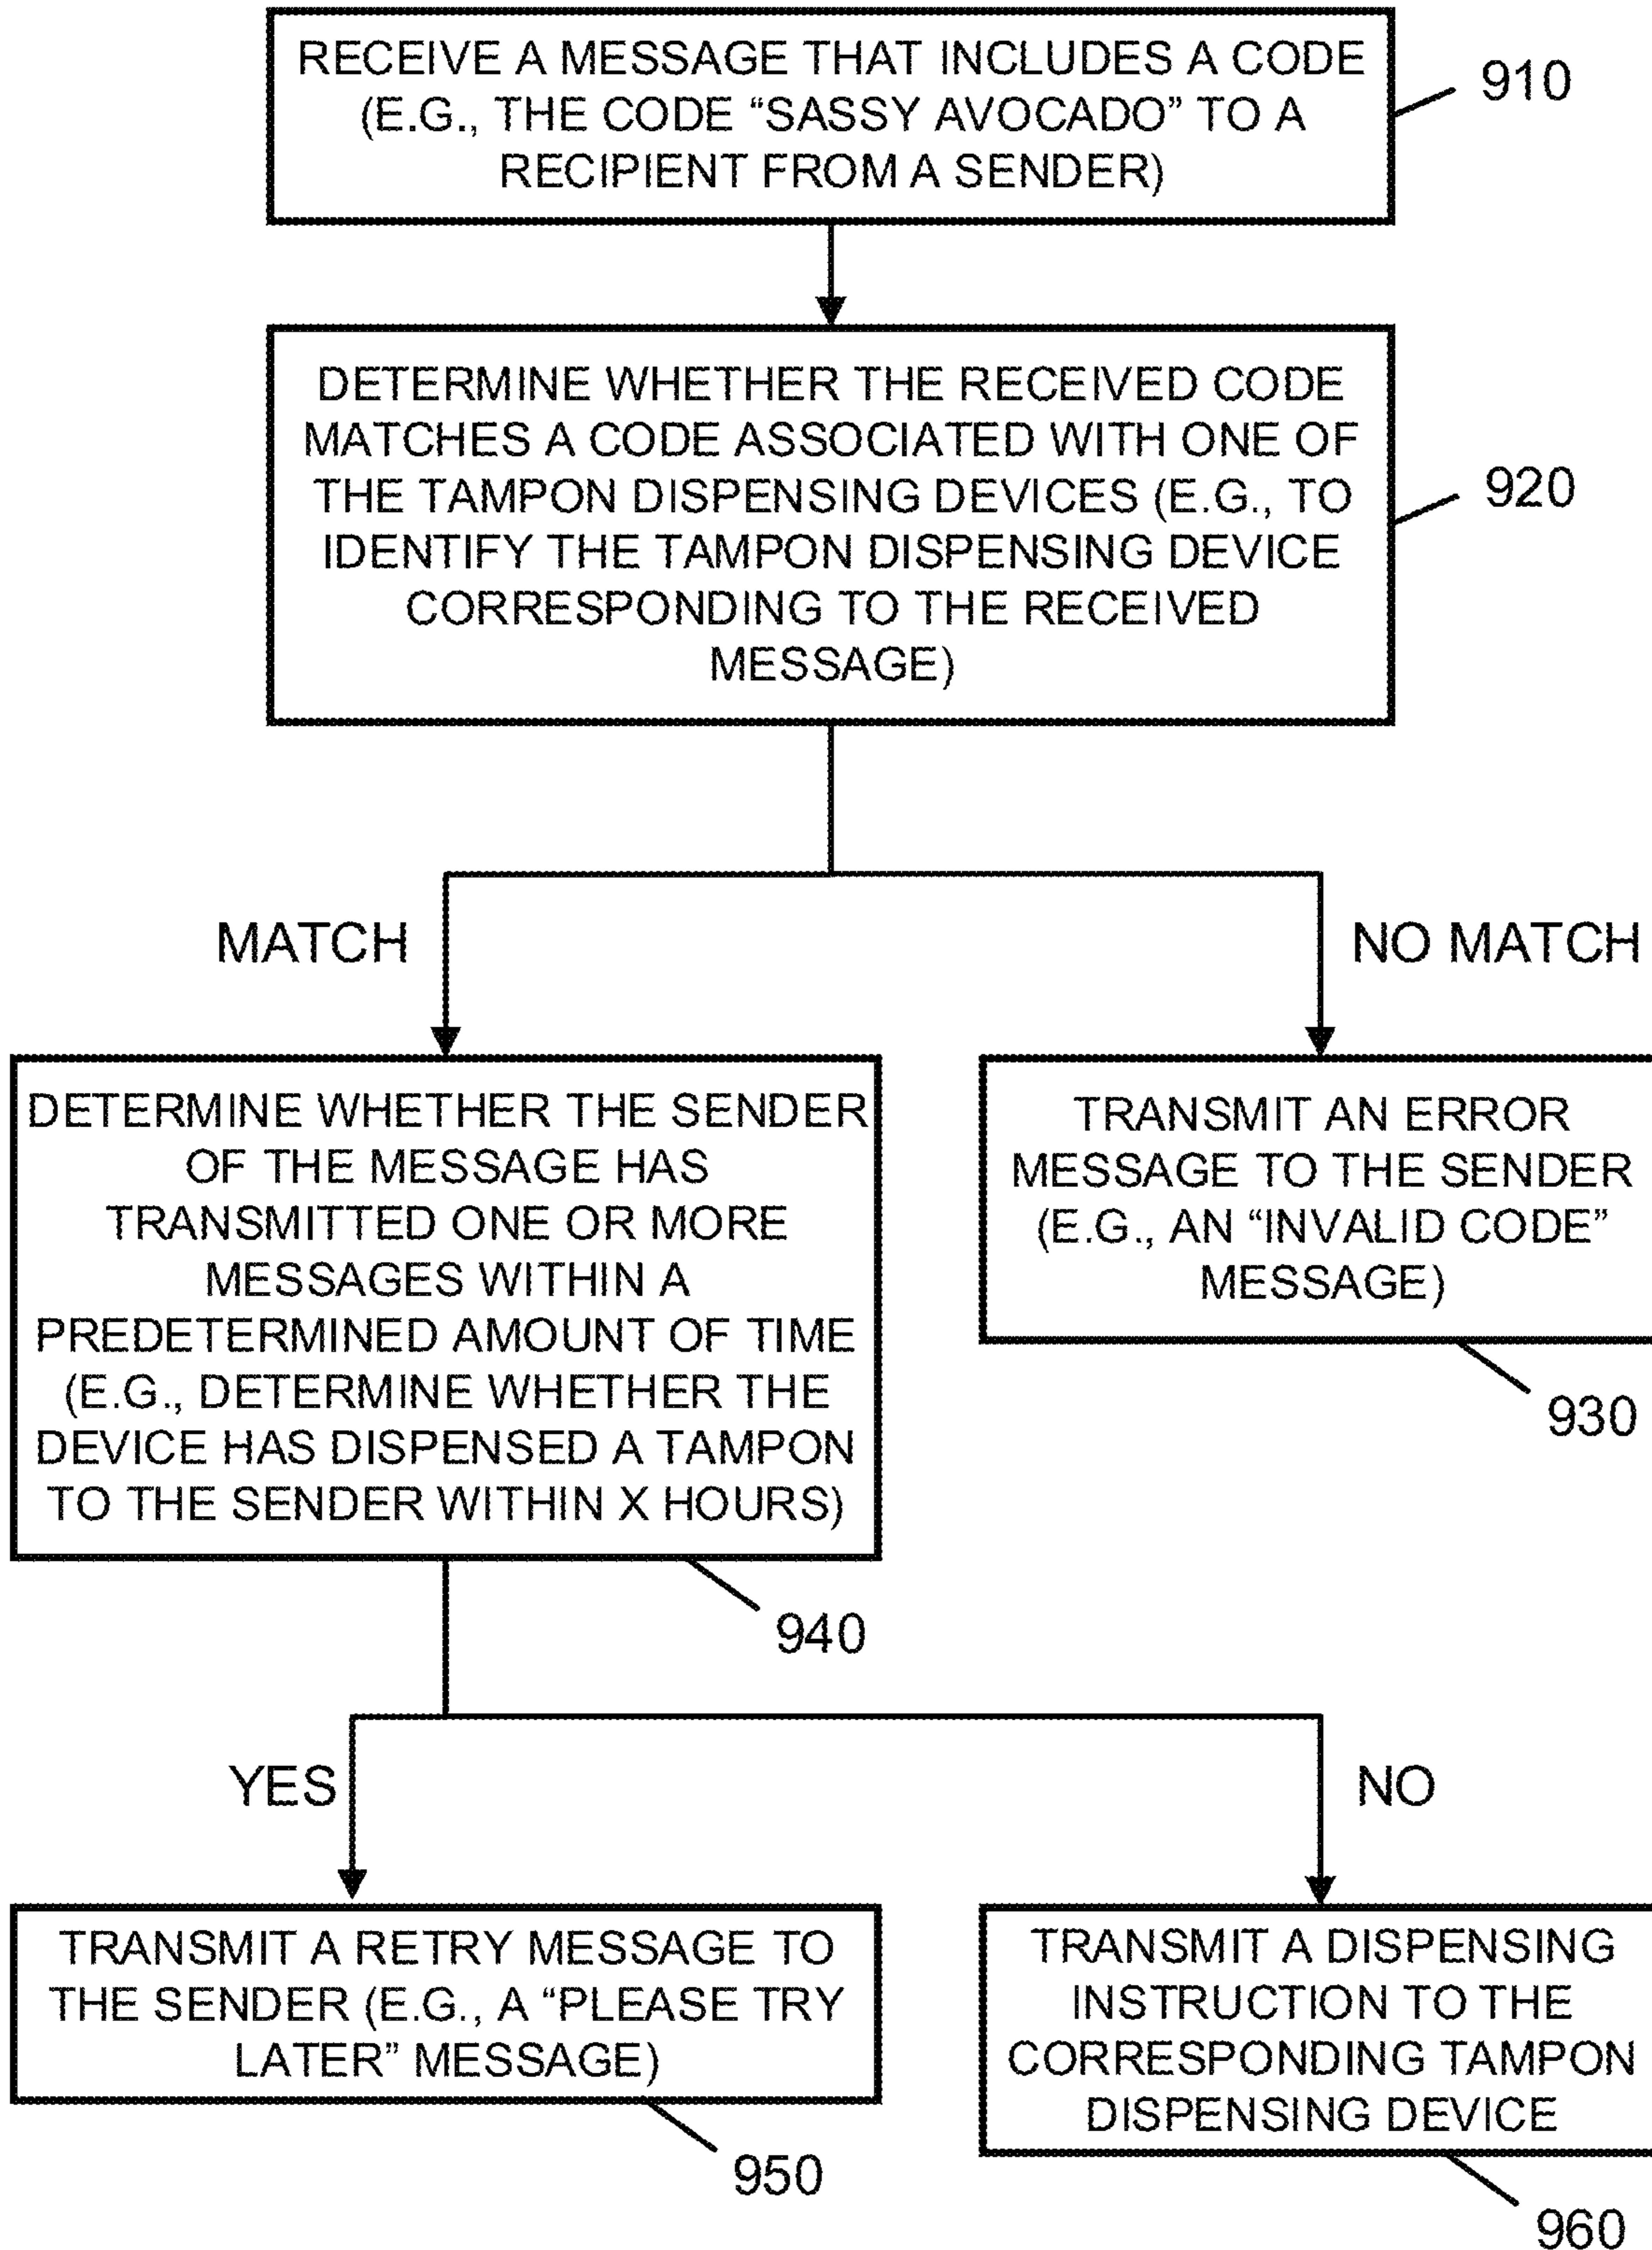 RECEIVE A MESSAGE THAT INCLUDES A CODE
(E.G., THE CODE “SASSY AVOCADO” TO A
RECIPIENT FROM A SENDER)
910
DETERMINE WHETHER THE RECEIVED CODE
MATCHES A CODE ASSOCIATED WITH ONE OF
THE TAMPON DISPENSING DEVICES (E.G., TO
IDENTIFY THE TAMPON DISPENSING DEVICE
CORRESPONDING TO THE RECEIVED
MESSAGE)
920
MATCH
NO MATCH
DETERMINE WHETHER THE SENDER
OF THE MESSAGE HAS
TRANSMITTED ONE OR MORE
MESSAGES WITHIN A
PREDETERMINED AMOUNT OF TIME
(E.G., DETERMINE WHETHER THE
DEVICE HAS DISPENSED A TAMPON
TO THE SENDER WITHIN X HOURS)
940
TRANSMIT AN ERROR
MESSAGE TO THE SENDER
(E.G., AN “INVALID CODE”
MESSAGE)
930
YES
NO
TRANSMIT A RETRY MESSAGE TO
THE SENDER (E.G., A “PLEASE TRY
LATER” MESSAGE)
950
TRANSMIT A DISPENSING
INSTRUCTION TO THE
CORRESPONDING TAMPON
DISPENSING DEVICE
960